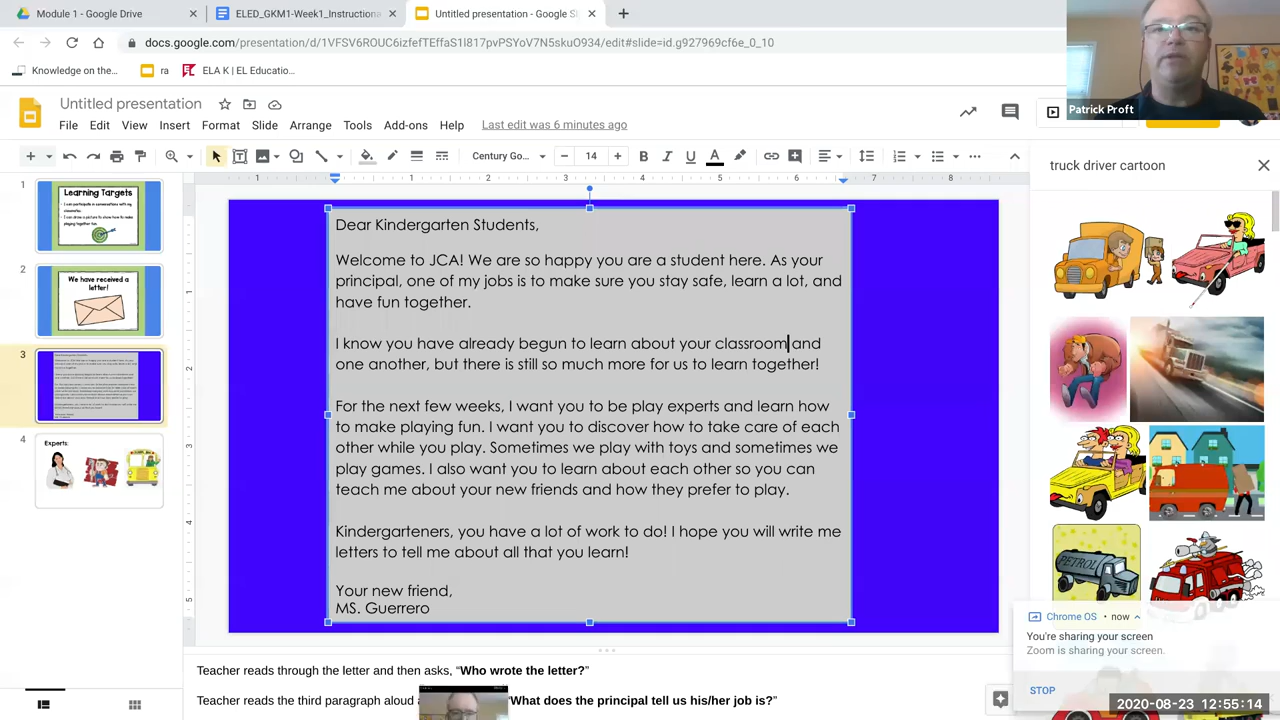 Module 1 - Google Drive
ELED_GKM1-Week1_Instructiona
Untitled presentation - Google Sl
docs.google.com/presentation/d/1VFSV6BbUC6izfefTEffaS1I817pvPSYoV7N5skuO934/edit#slide=id.g927969cf6e_0_10
Knowledge on the...
ra
ELA K | EL Educatio...
Patrick Proft
Untitled presentation
File Edit View Insert Format Slide Arrange Tools Add-ons Help Last edit was 6 minutes ago
Century Go... 14
truck driver cartoon
1 Learning Targets
2 We have received a
letter!
3
4 Experts:
Dear Kindergarten Students,
Welcome to JCA! We are so happy you are a student here. As your
principal, one of my jobs is to make sure you stay safe, learn a lot, and
have fun together.
I know you have already begun to learn about your classroom and
one another, but there is still so much more for us to learn together!
For the next few weeks, I want you to be play experts and learn how
to make playing fun. I want you to discover how to take care of each
other while you play. Sometimes we play with toys and sometimes we
play games. I also want you to learn about each other so you can
teach me about your new friends and how they prefer to play.
Kindergarteners, you have a lot of work to do! I hope you will write me
letters to tell me about all that you learn!
Your new friend,
MS. Guerrero
PETROL
Chrome OS • now
You're sharing your screen
Zoom is sharing your screen.
STOP
Teacher reads through the letter and then asks, “Who wrote the letter?”
Teacher reads the third paragraph aloud “What does the principal tell us his/her job is?”
2020-08-23 12:55:14